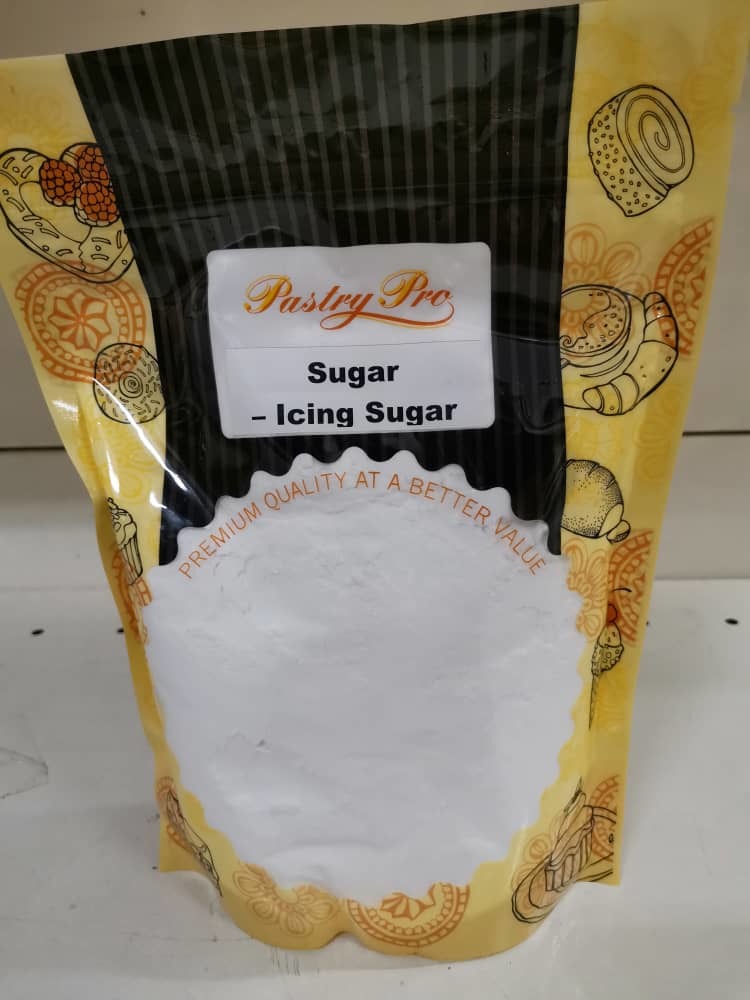 Pastry Pro
Sugar
– Icing Sugar
PREMIUM QUALITY AT A BETTER VALUE